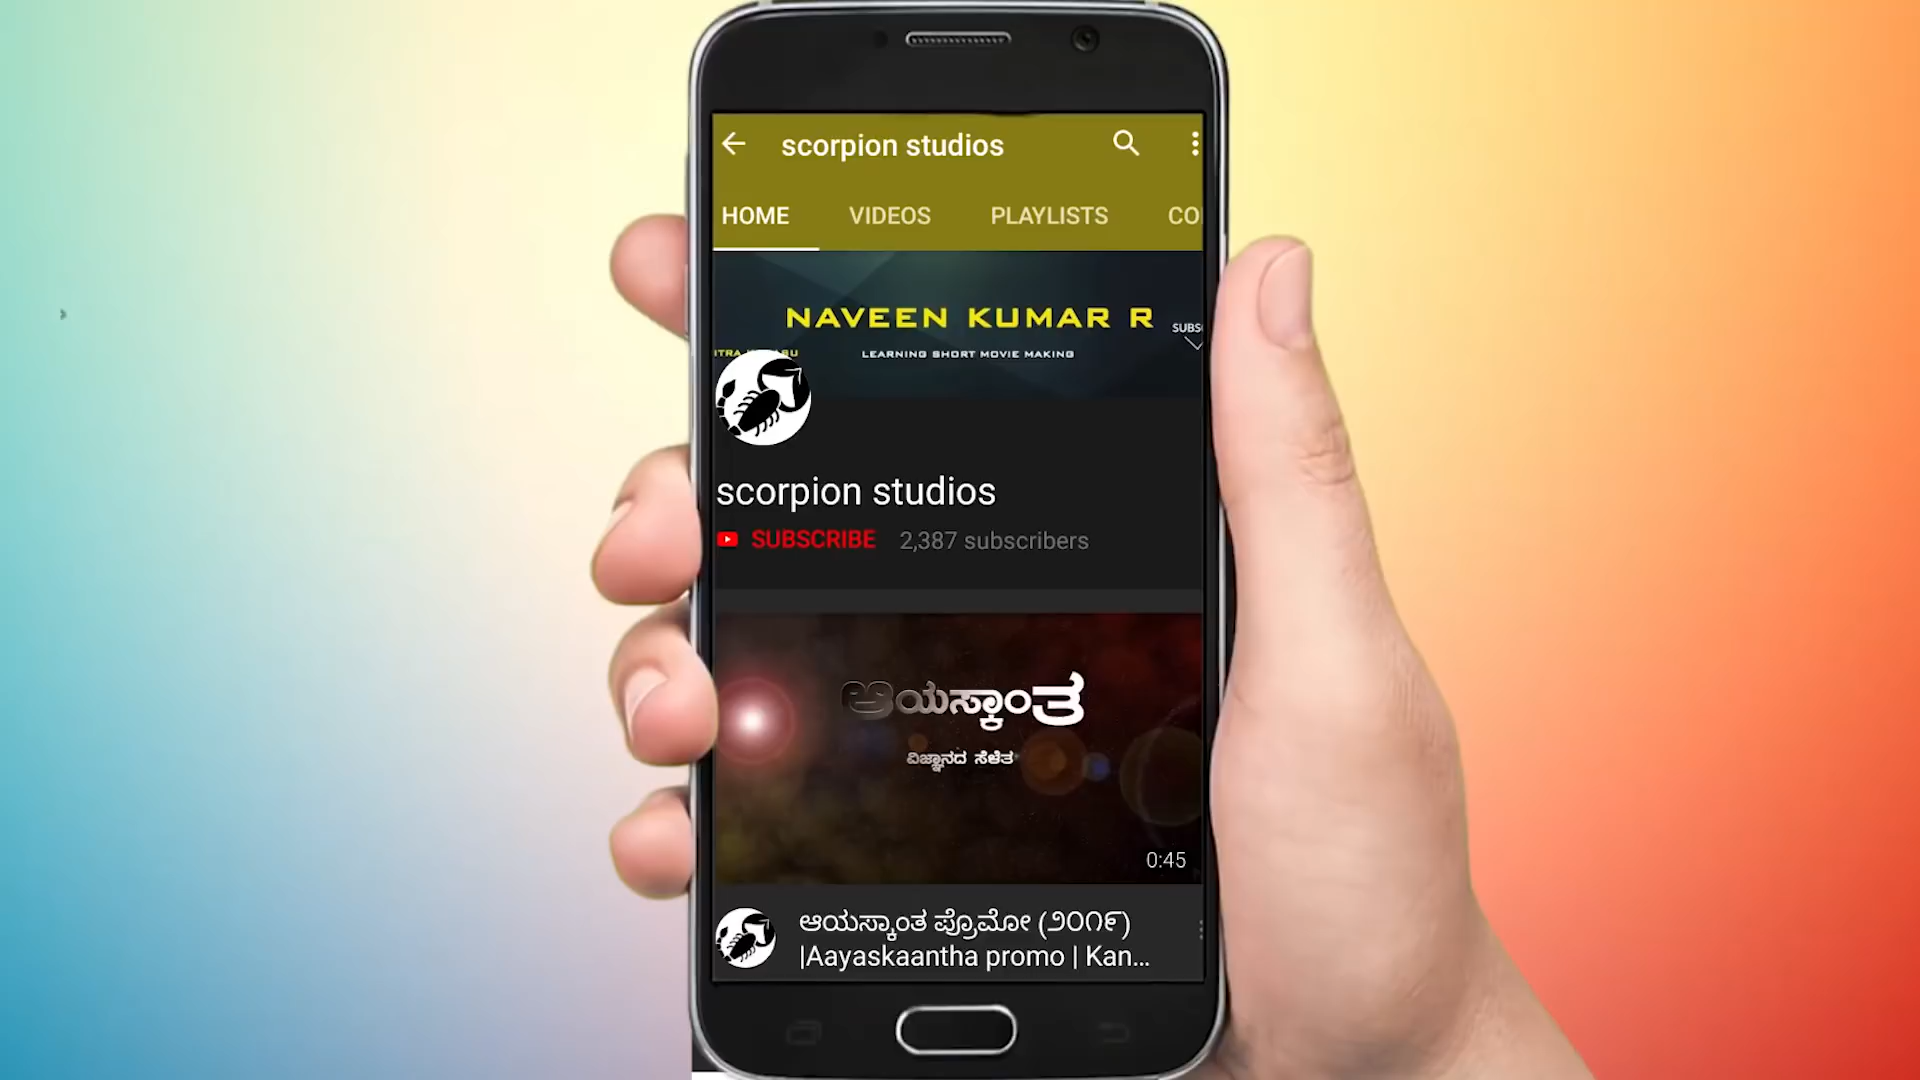 scorpion studios
HOME VIDEOS PLAYLISTS CO
NAVEEN KUMAR R
SUBS
LEARNING SHORT MOVIE MAKING
scorpion studios
SUBSCRIBE 2,387 subscribers
ಆಯಸ್ಕಾಂತ
ವಿಜ್ಞಾನದ ಸೆಳೆತ
0:45
ಆಯಸ್ಕಾಂತ ಪ್ರೊಮೋ (೨೦೧೯)
|Aayaskaantha promo | Kan...